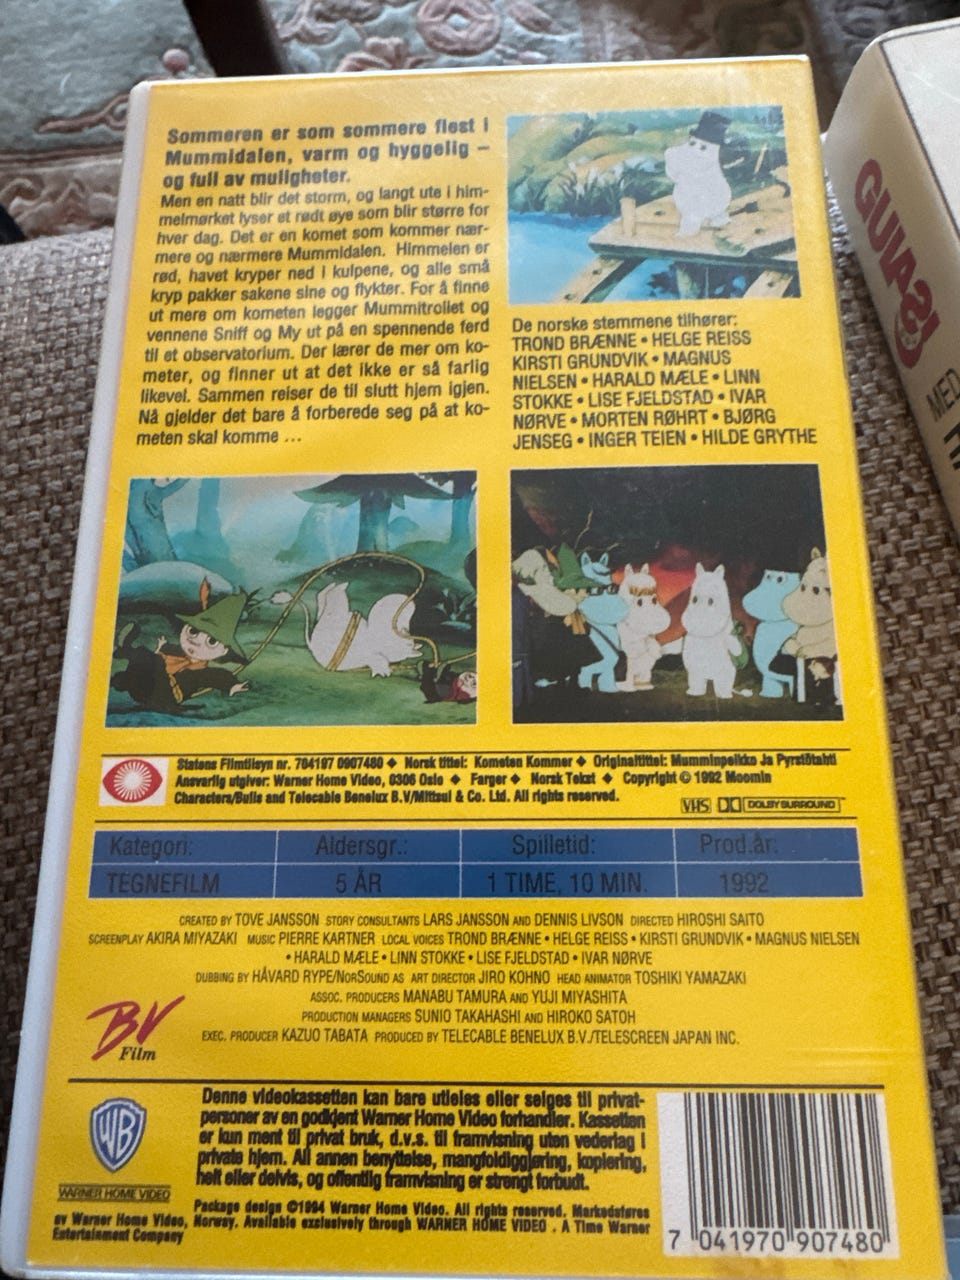 Sommeren er som sommere flest i
Mummidalen, varm og hyggelig –
og full av muligheter.
Men en natt blir det storm, og langt ute i him-
melmørket lyser et rødt øye som blir større for
hver dag. Det er en komet som kommer nær-
mere og nærmere Mummidalen. Himmelen er
rød, havet kryper ned i kulpene, og alle små
kryp pakker sakene sine og flykter. For å finne
ut mere om kometen legger Mummitrollet og
vennene Sniff og My ut på en spennende ferd
til et observatorium. Der lærer de mer om ko-
meter, og finner ut at det ikke er så farlig
likevel. Sammen reiser de til slutt hjem igjen.
Nå gjelder det bare å forberede seg på at ko-
meten skal komme ...
De norske stemmene tilhører:
TROND BRÆNNE • HELGE REISS
KIRSTI GRUNDVIK • MAGNUS
NIELSEN • HARALD MÆLE • LINN
STOKKE • LISE FJELDSTAD • IVAR
NØRVE • MORTEN RØHRT • BJØRG
JENSEG • INGER TEIEN • HILDE GRYTHE
Statens Filmtilsyn nr. 704197 0907480 ◆ Norsk tittel: Kometen Kommer ◆ Originaltittel: Mumminpeikko Ja Pyrstötahti
Ansvarlig utgiver: Warner Home Video, 0306 Oslo ◆ Farger ◆ Norsk Tekst ◆ Copyright © 1992 Moomin
Characters/Bulls and Telecable Benelux B.V/Mittsui & Co. Ltd. All rights reserved.
VHS DOLBY SURROUND
Kategori: Aldersgr.: Spilletid: Prod.år:
TEGNEFILM 5 ÅR 1 TIME, 10 MIN. 1992
CREATED BY TOVE JANSSON STORY CONSULTANTS LARS JANSSON AND DENNIS LIVSON DIRECTED HIROSHI SAITO
SCREENPLAY AKIRA MIYAZAKI MUSIC PIERRE KARTNER LOCAL VOICES TROND BRÆNNE • HELGE REISS • KIRSTI GRUNDVIK • MAGNUS NIELSEN
• HARALD MÆLE • LINN STOKKE • LISE FJELDSTAD • IVAR NØRVE
DUBBING BY HÅVARD RYPE/NORSOUND AS ART DIRECTOR JIRO KOHNO HEAD ANIMATOR TOSHIKI YAMAZAKI
ASSOC. PRODUCERS MANABU TAMURA AND YUJI MIYASHITA
PRODUCTION MANAGERS SUNIO TAKAHASHI AND HIROKO SATOH
EXEC. PRODUCER KAZUO TABATA PRODUCED BY TELECABLE BENELUX B.V./TELESCREEN JAPAN INC.
BV
Film
Denne videokassetten kan bare utleies eller selges til privat-
personer av en godkjent Warner Home Video forhandler. Kassetten
er kun ment til privat bruk, d.v.s. til framvisning uten vederlag i
private hjem. All annen benyttelse, mangfoldiggjøring, kopiering,
helt eller delvis, og offentlig framvisning er strengt forbudt.
WB
WARNER HOME VIDEO
av Warner Home Video,
Entertainment Company
Package design ©1994 Warner Home Video. All rights reserved. Markedsføres
Norway. Available exclusively through WARNER HOME VIDEO . A Time Warner
7 041970 907480
MED